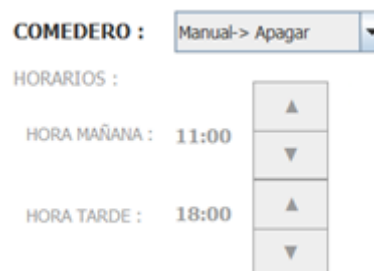 COMEDERO : Manual-> Apagar
HORARIOS :
HORA MAÑANA : 11:00
HORA TARDE : 18:00